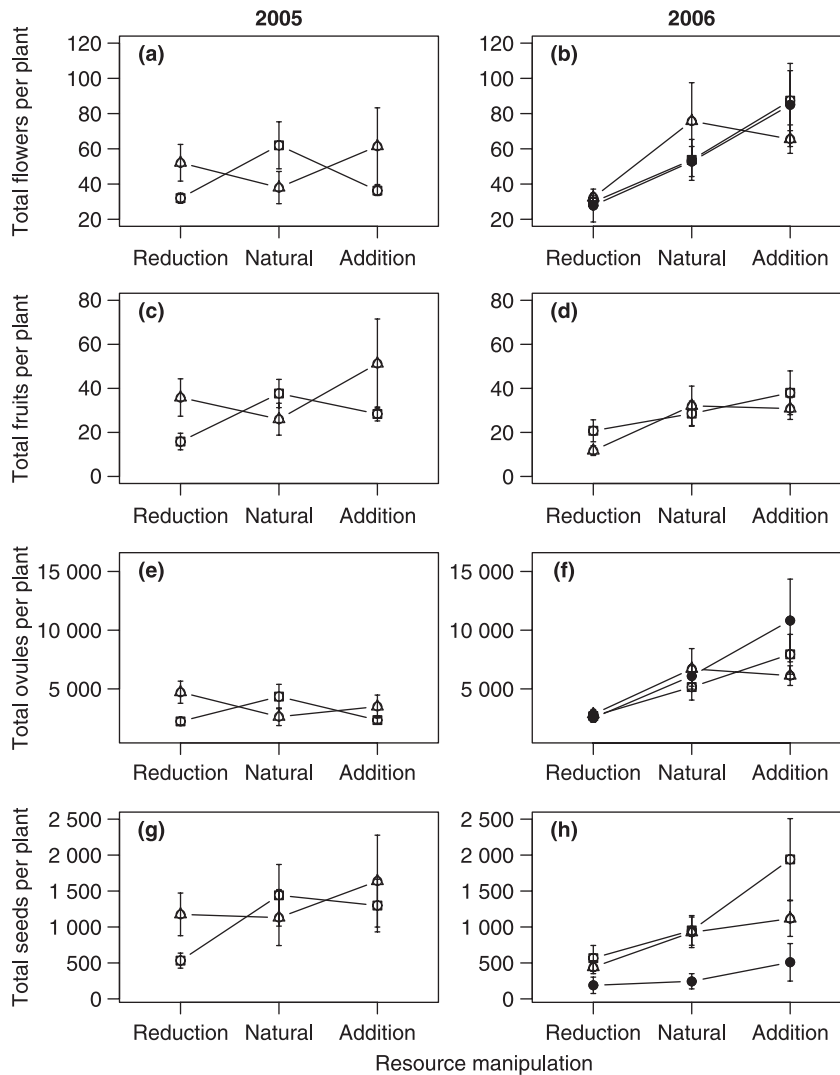 2005
2006
Total flowers per plant
(a)
120
100
80
60
40
20
Reduction Natural Addition
(b)
120
100
80
60
40
20
Reduction Natural Addition
Total fruits per plant
(c)
80
60
40
20
0
Reduction Natural Addition
(d)
80
60
40
20
0
Reduction Natural Addition
Total ovules per plant
(e)
15 000
10 000
5 000
Reduction Natural Addition
(f)
15 000
10 000
5 000
Reduction Natural Addition
Total seeds per plant
(g)
2 500
2 000
1 500
1 000
500
0
Reduction Natural Addition
(h)
2 500
2 000
1 500
1 000
500
0
Reduction Natural Addition
Resource manipulation